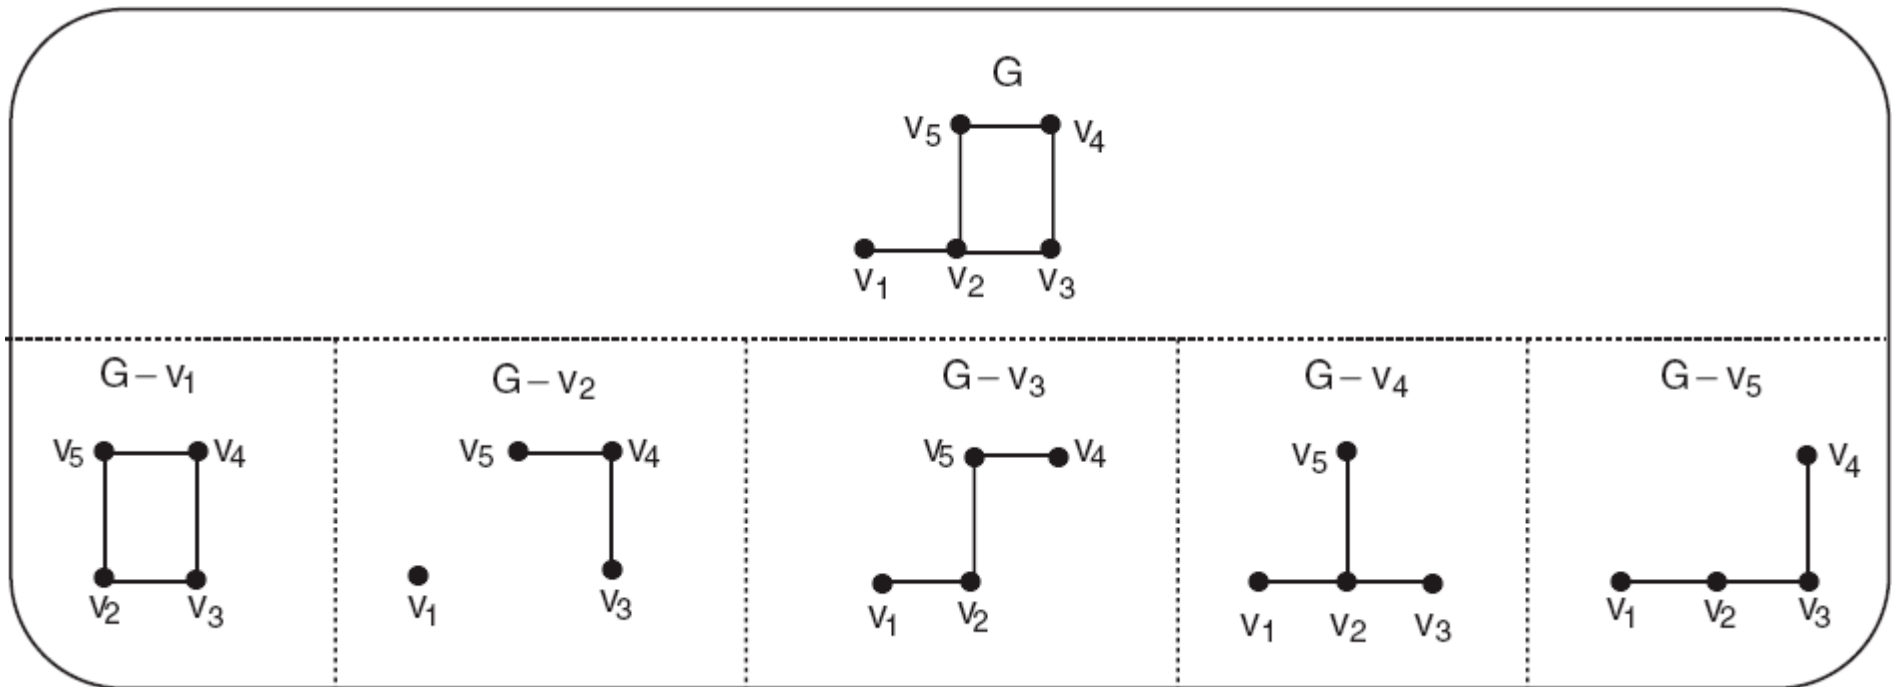 G
v5 v4
v1 v2 v3
G – v1 G – v2 G – v3 G – v4 G – v5
v5 v4 v5 v4 v5 v4 v5 v4
v2 v3 v1 v3 v1 v2 v1 v2 v3 v1 v2 v3